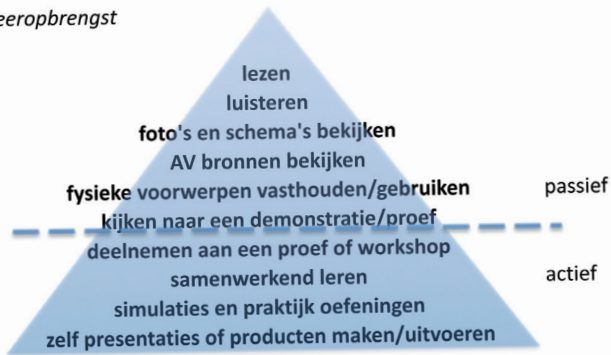 eeropbrengst
lezen
luisteren
foto's en schema's bekijken
AV bronnen bekijken
fysieke voorwerpen vasthouden/gebruiken
passief
kijken naar een demonstratie/proef
deelnemen aan een proef of workshop
samenwerkend leren
actief
simulaties en praktijk oefeningen
zelf presentaties of producten maken/uitvoeren